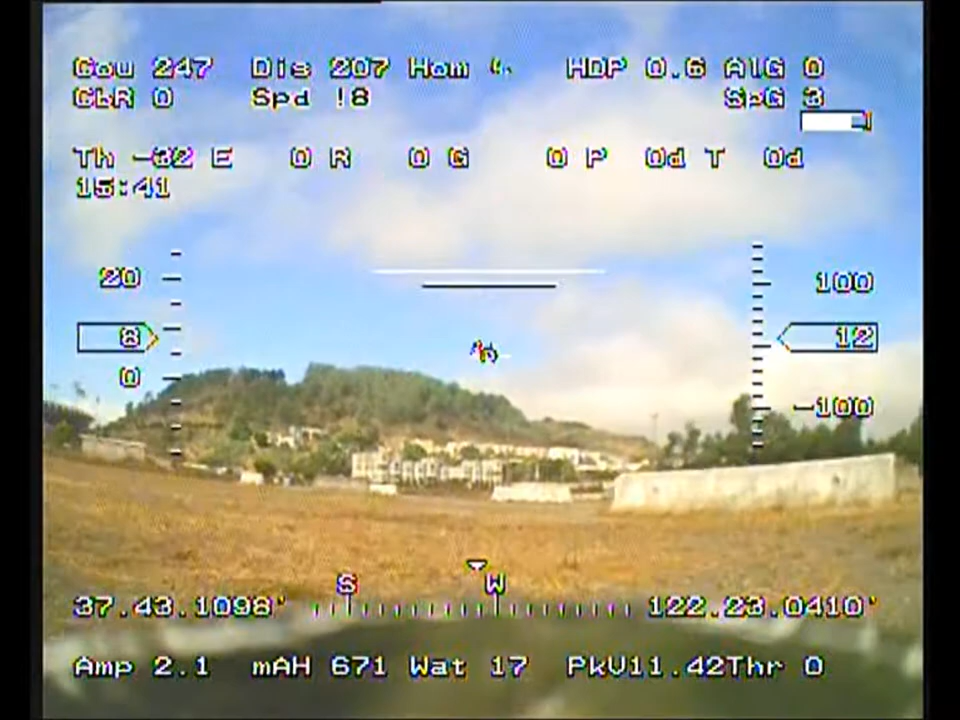 Cou 247 Dis 207 Hom HDP 0.6 AlG 0
CbR 0 Spd !8 SpG 3
Th -32 E 0 R 0 G 0 P 0d T 0d
15:41
20 100
8 12
0 -100
S W
37.43.1098' 122.23.0410'
Amp 2.1 mAH 671 Wat 17 PkV11.42Thr 0